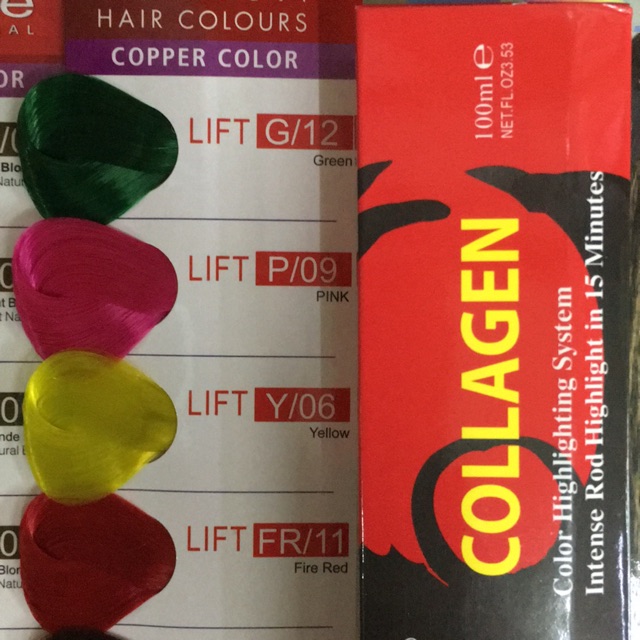 HAIR COLOURS
COPPER COLOR
LIFT G/12
Green
LIFT P/09
PINK
LIFT Y/06
Yellow
LIFT FR/11
Fire Red
100ml e
NET.FL.OZ3.53
COLLAGEN
Color Highlighting System
Intense Rod Highlight in 15 Minutes